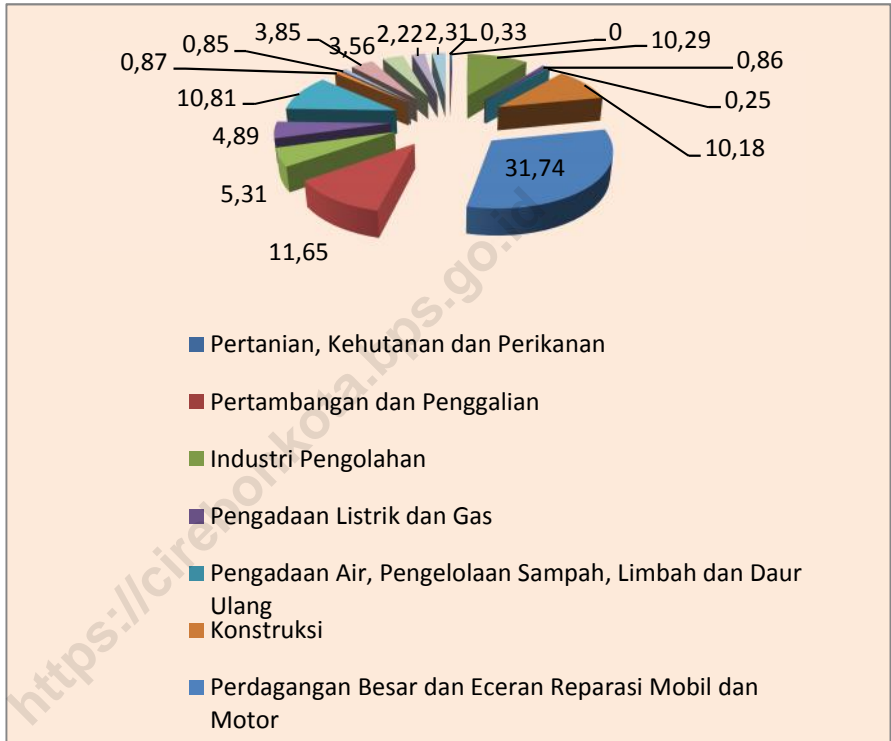 3,85
3,56
2,22
2,31
0,33
0
10,29
0,85
0,87
0,86
0,25
10,81
4,89
10,18
31,74
5,31
11,65
Pertanian, Kehutanan dan Perikanan
Pertambangan dan Penggalian
Industri Pengolahan
Pengadaan Listrik dan Gas
Pengadaan Air, Pengelolaan Sampah, Limbah dan Daur
Ulang
Konstruksi
Perdagangan Besar dan Eceran Reparasi Mobil dan
Motor
https://cirebonkota.bps.go.id